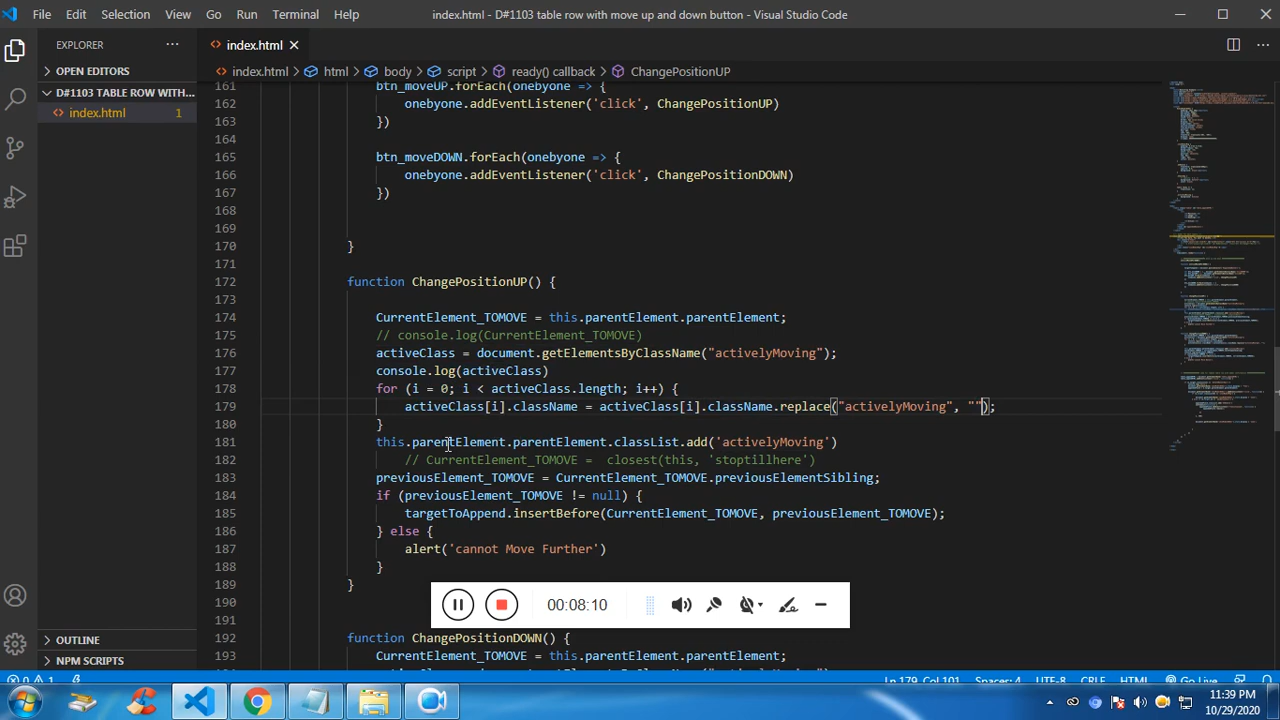 File Edit Selection View Go Run Terminal Help index.html - D#1103 table row with move up and down button - Visual Studio Code
EXPLORER ... index.html
OPEN EDITORS index.html > html > body > script > ready() callback > ChangePositionUP
D#1103 TABLE ROW WITH...
index.html 1
161 btn_moveUP.forEach(onebyone => {
162 onebyone.addEventListener('click', ChangePositionUP)
163 })
164
165 btn_moveDOWN.forEach(onebyone => {
166 onebyone.addEventListener('click', ChangePositionDOWN)
167 })
168
169
170 }
171
172 function ChangePositionUP() {
173
174 CurrentElement_TOMOVE = this.parentElement.parentElement;
175 // console.log(CurrentElement_TOMOVE)
176 activeClass = document.getElementsByClassName("activelyMoving");
177 console.log(activeClass)
178 for (i = 0; i < activeClass.length; i++) {
179 activeClass[i].className = activeClass[i].className.replace("activelyMoving", "");
180 }
181 this.parentElement.parentElement.classList.add('activelyMoving')
182 // CurrentElement_TOMOVE = closest(this, 'stoptillhere')
183 previousElement_TOMOVE = CurrentElement_TOMOVE.previousElementSibling;
184 if (previousElement_TOMOVE != null) {
185 targetToAppend.insertBefore(CurrentElement_TOMOVE, previousElement_TOMOVE);
186 } else {
187 alert('cannot Move Further')
188 }
189 }
190
191
192 function ChangePositionDOWN() {
193 CurrentElement_TOMOVE = this.parentElement.parentElement;
00:08:10
OUTLINE
NPM SCRIPTS
0 1 Ln 179, Col 101 Spaces: 4 UTF-8 CRLF HTML Go Live
11:39 PM
10/29/2020